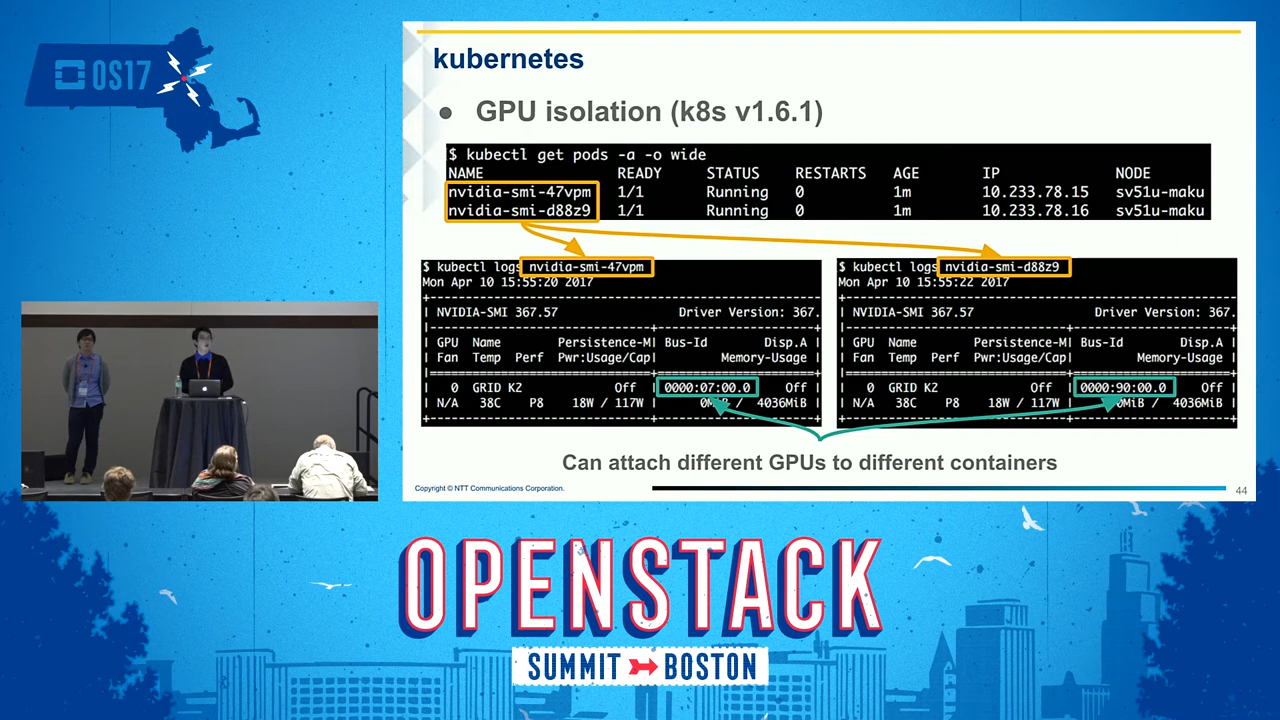 OS17
kubernetes
● GPU isolation (k8s v1.6.1)
$ kubectl get pods -a -o wide
NAME READY STATUS RESTARTS AGE IP NODE
nvidia-smi-47vpm 1/1 Running 0 1m 10.233.78.15 sv51u-maku
nvidia-smi-d88z9 1/1 Running 0 1m 10.233.78.16 sv51u-maku
$ kubectl logs nvidia-smi-47vpm
Mon Apr 10 15:55:20 2017
NVIDIA-SMI 367.57 Driver Version: 367.
GPU Name Persistence-M| Bus-Id Disp.A
Fan Temp Perf Pwr:Usage/Cap| Memory-Usage
0 GRID K2 Off | 0000:07:00.0 Off
N/A 38C P8 18W / 117W | 0MiB / 4036MiB
$ kubectl logs nvidia-smi-d88z9
Mon Apr 10 15:55:22 2017
NVIDIA-SMI 367.57 Driver Version: 367.
GPU Name Persistence-M| Bus-Id Disp.A
Fan Temp Perf Pwr:Usage/Cap| Memory-Usage
0 GRID K2 Off | 0000:90:00.0 Off
N/A 38C P8 18W / 117W | 0MiB / 4036MiB
Can attach different GPUs to different containers
Copyright © NTT Communications Corporation.
44
OPENSTACK
SUMMIT BOSTON